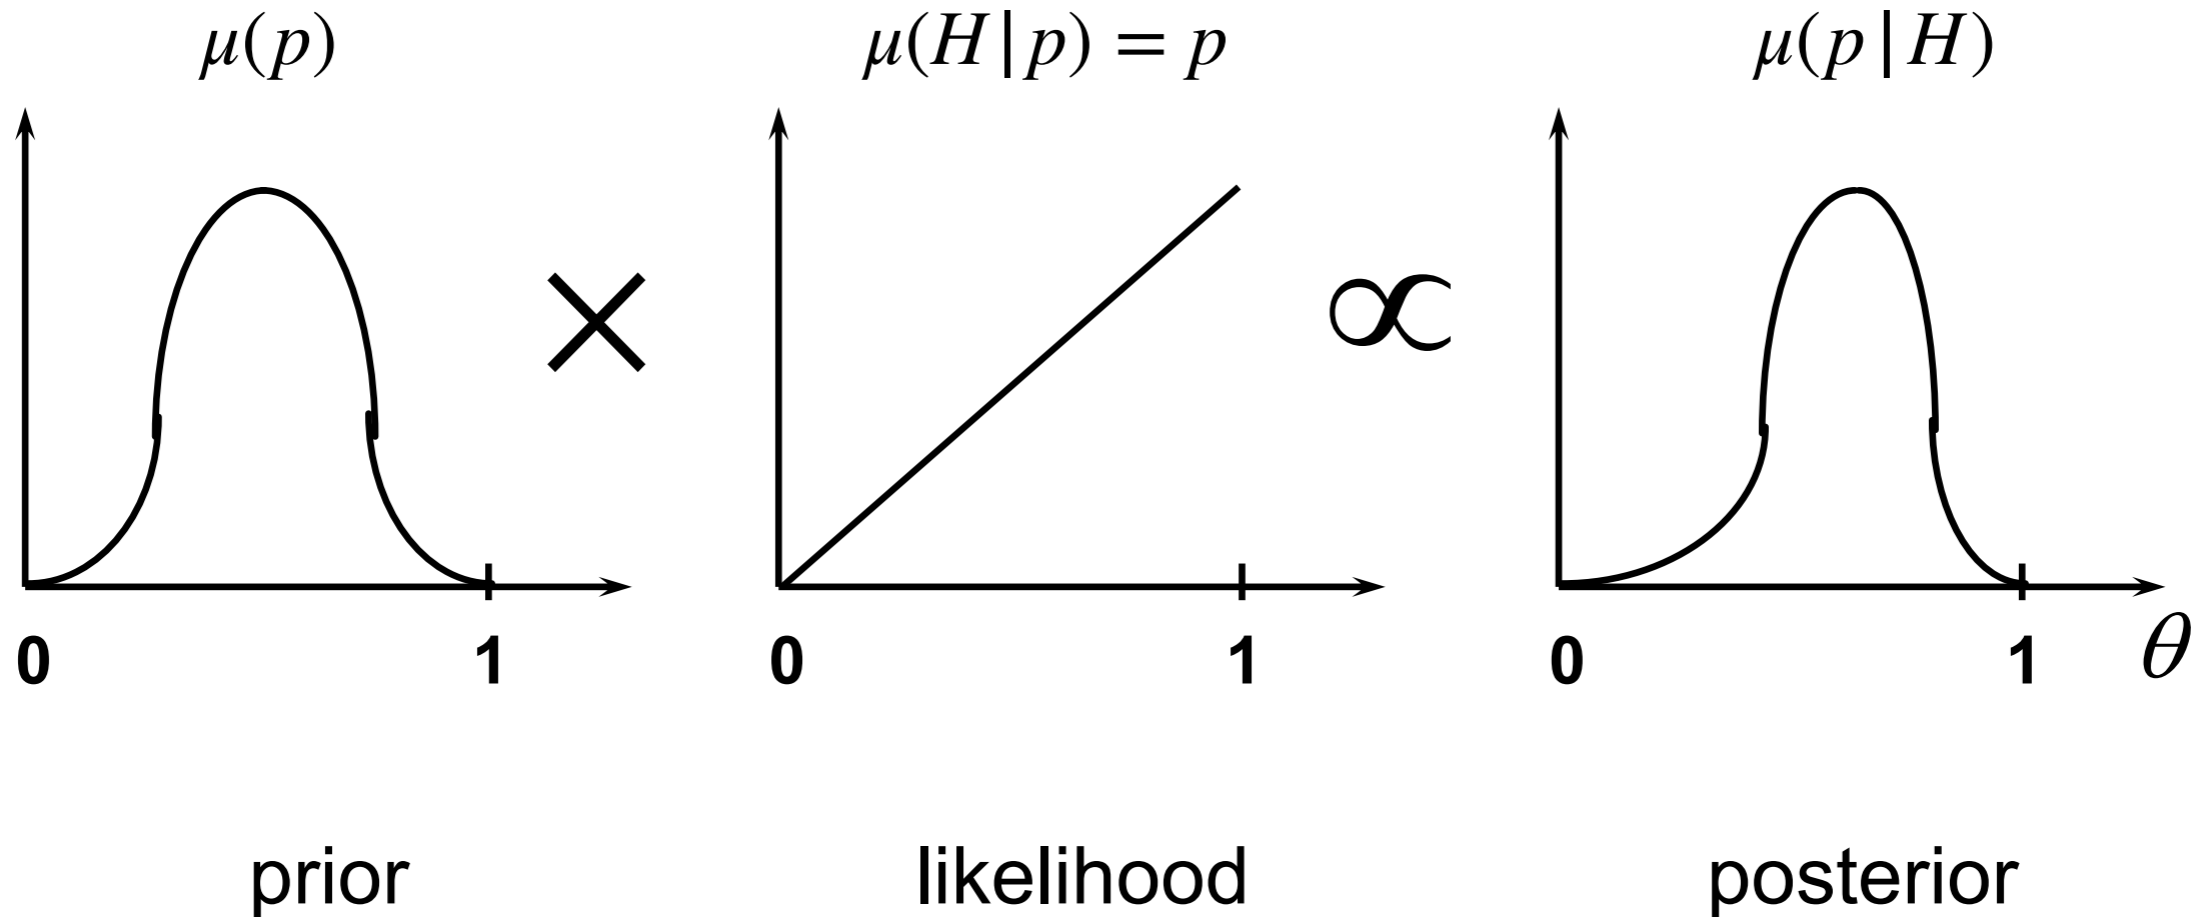 μ(p) μ(H|p) = p μ(p|H)
× ∝
0 1 0 1 0 1 θ
prior likelihood posterior